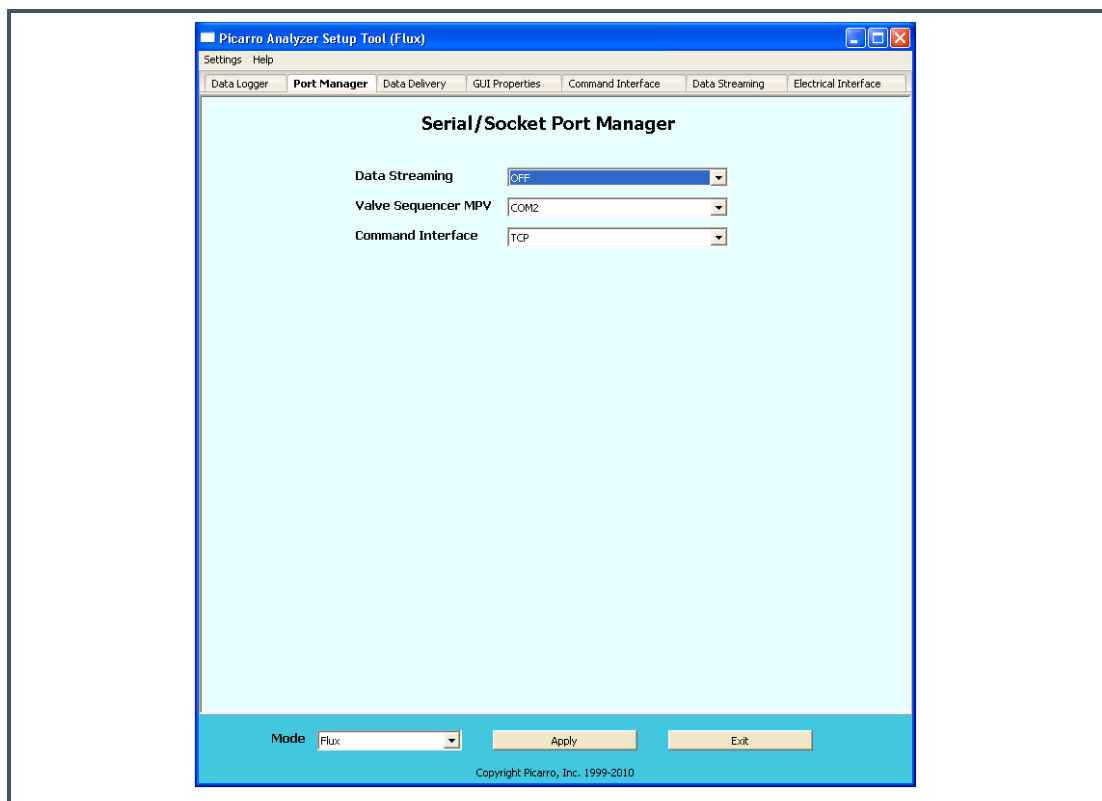 Picarro Analyzer Setup Tool (Flux)
Settings Help
Data Logger Port Manager Data Delivery GUI Properties Command Interface Data Streaming Electrical Interface
Serial/Socket Port Manager
Data Streaming OFF
Valve Sequencer MPV COM2
Command Interface TCP
Mode Flux Apply Exit
Copyright Picarro, Inc. 1999-2010